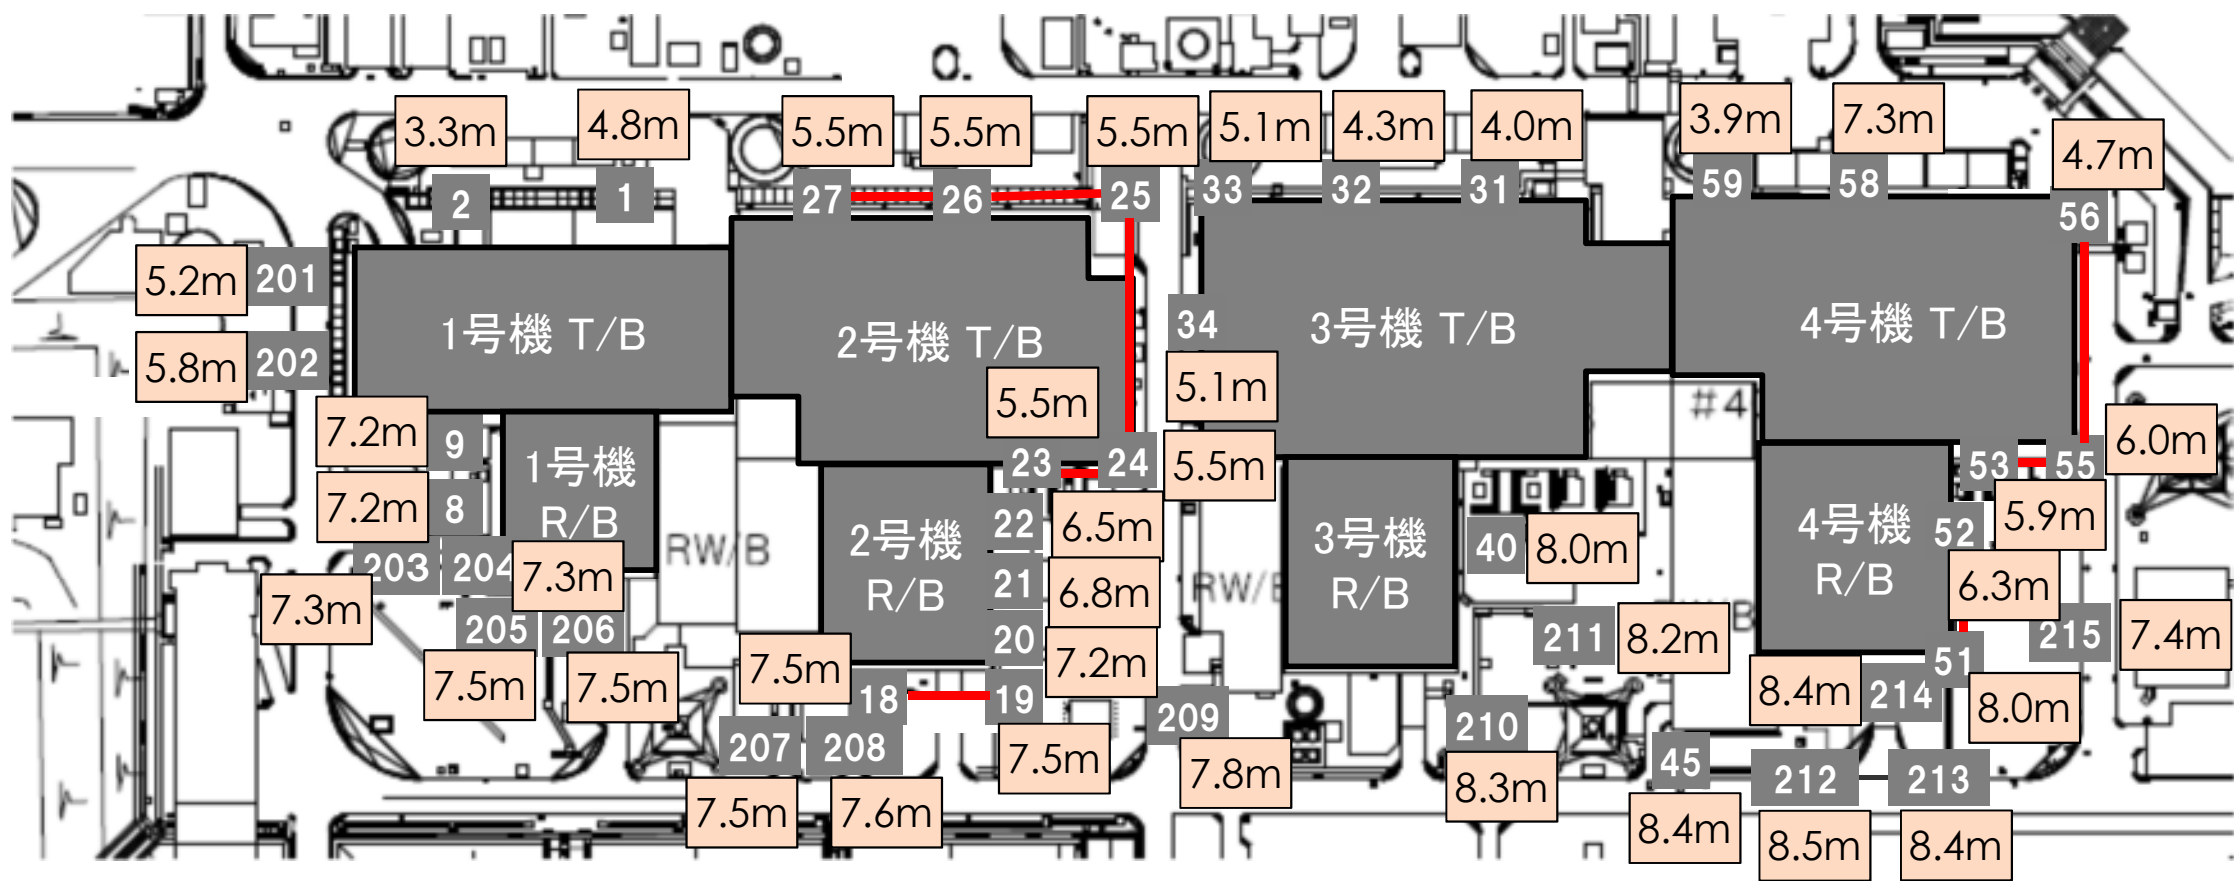 3.3m
4.8m
5.5m
5.5m
5.5m
5.1m
4.3m
4.0m
3.9m
7.3m
4.7m
2
1
27
26
25
33
32
31
59
58
56
5.2m
201
5.8m
202
1号機 T/B
2号機 T/B
34
3号機 T/B
4号機 T/B
5.1m
5.5m
#4
7.2m
9
7.2m
8
1号機
R/B
RW/B
23
24
5.5m
53
55
6.0m
2号機
R/B
22
6.5m
21
6.8m
20
7.2m
3号機
R/B
RW/B
40
8.0m
4号機
R/B
52
5.9m
6.3m
203
204
7.3m
7.3m
205
206
7.5m
7.5m
7.5m
18
19
7.5m
207
208
7.5m
7.6m
209
7.8m
210
8.3m
211
8.2m
W/B
215
7.4m
51
8.4m
214
8.0m
45
212
213
8.4m
8.5m
8.4m